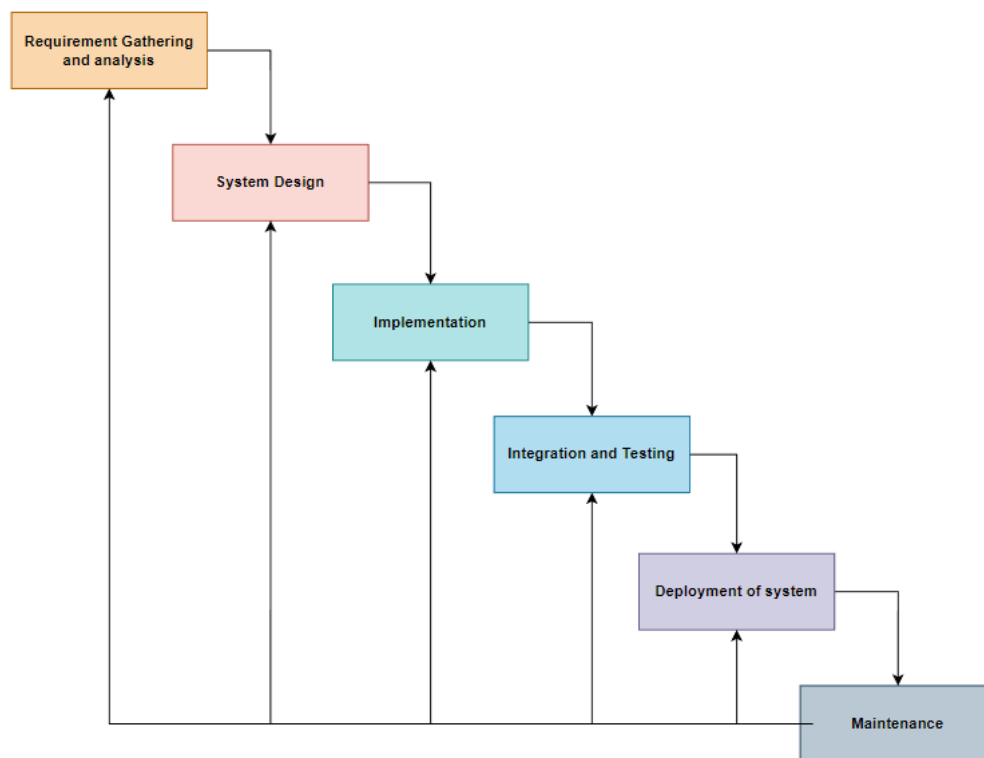 Requirement Gathering
and analysis
System Design
Implementation
Integration and Testing
Deployment of system
Maintenance